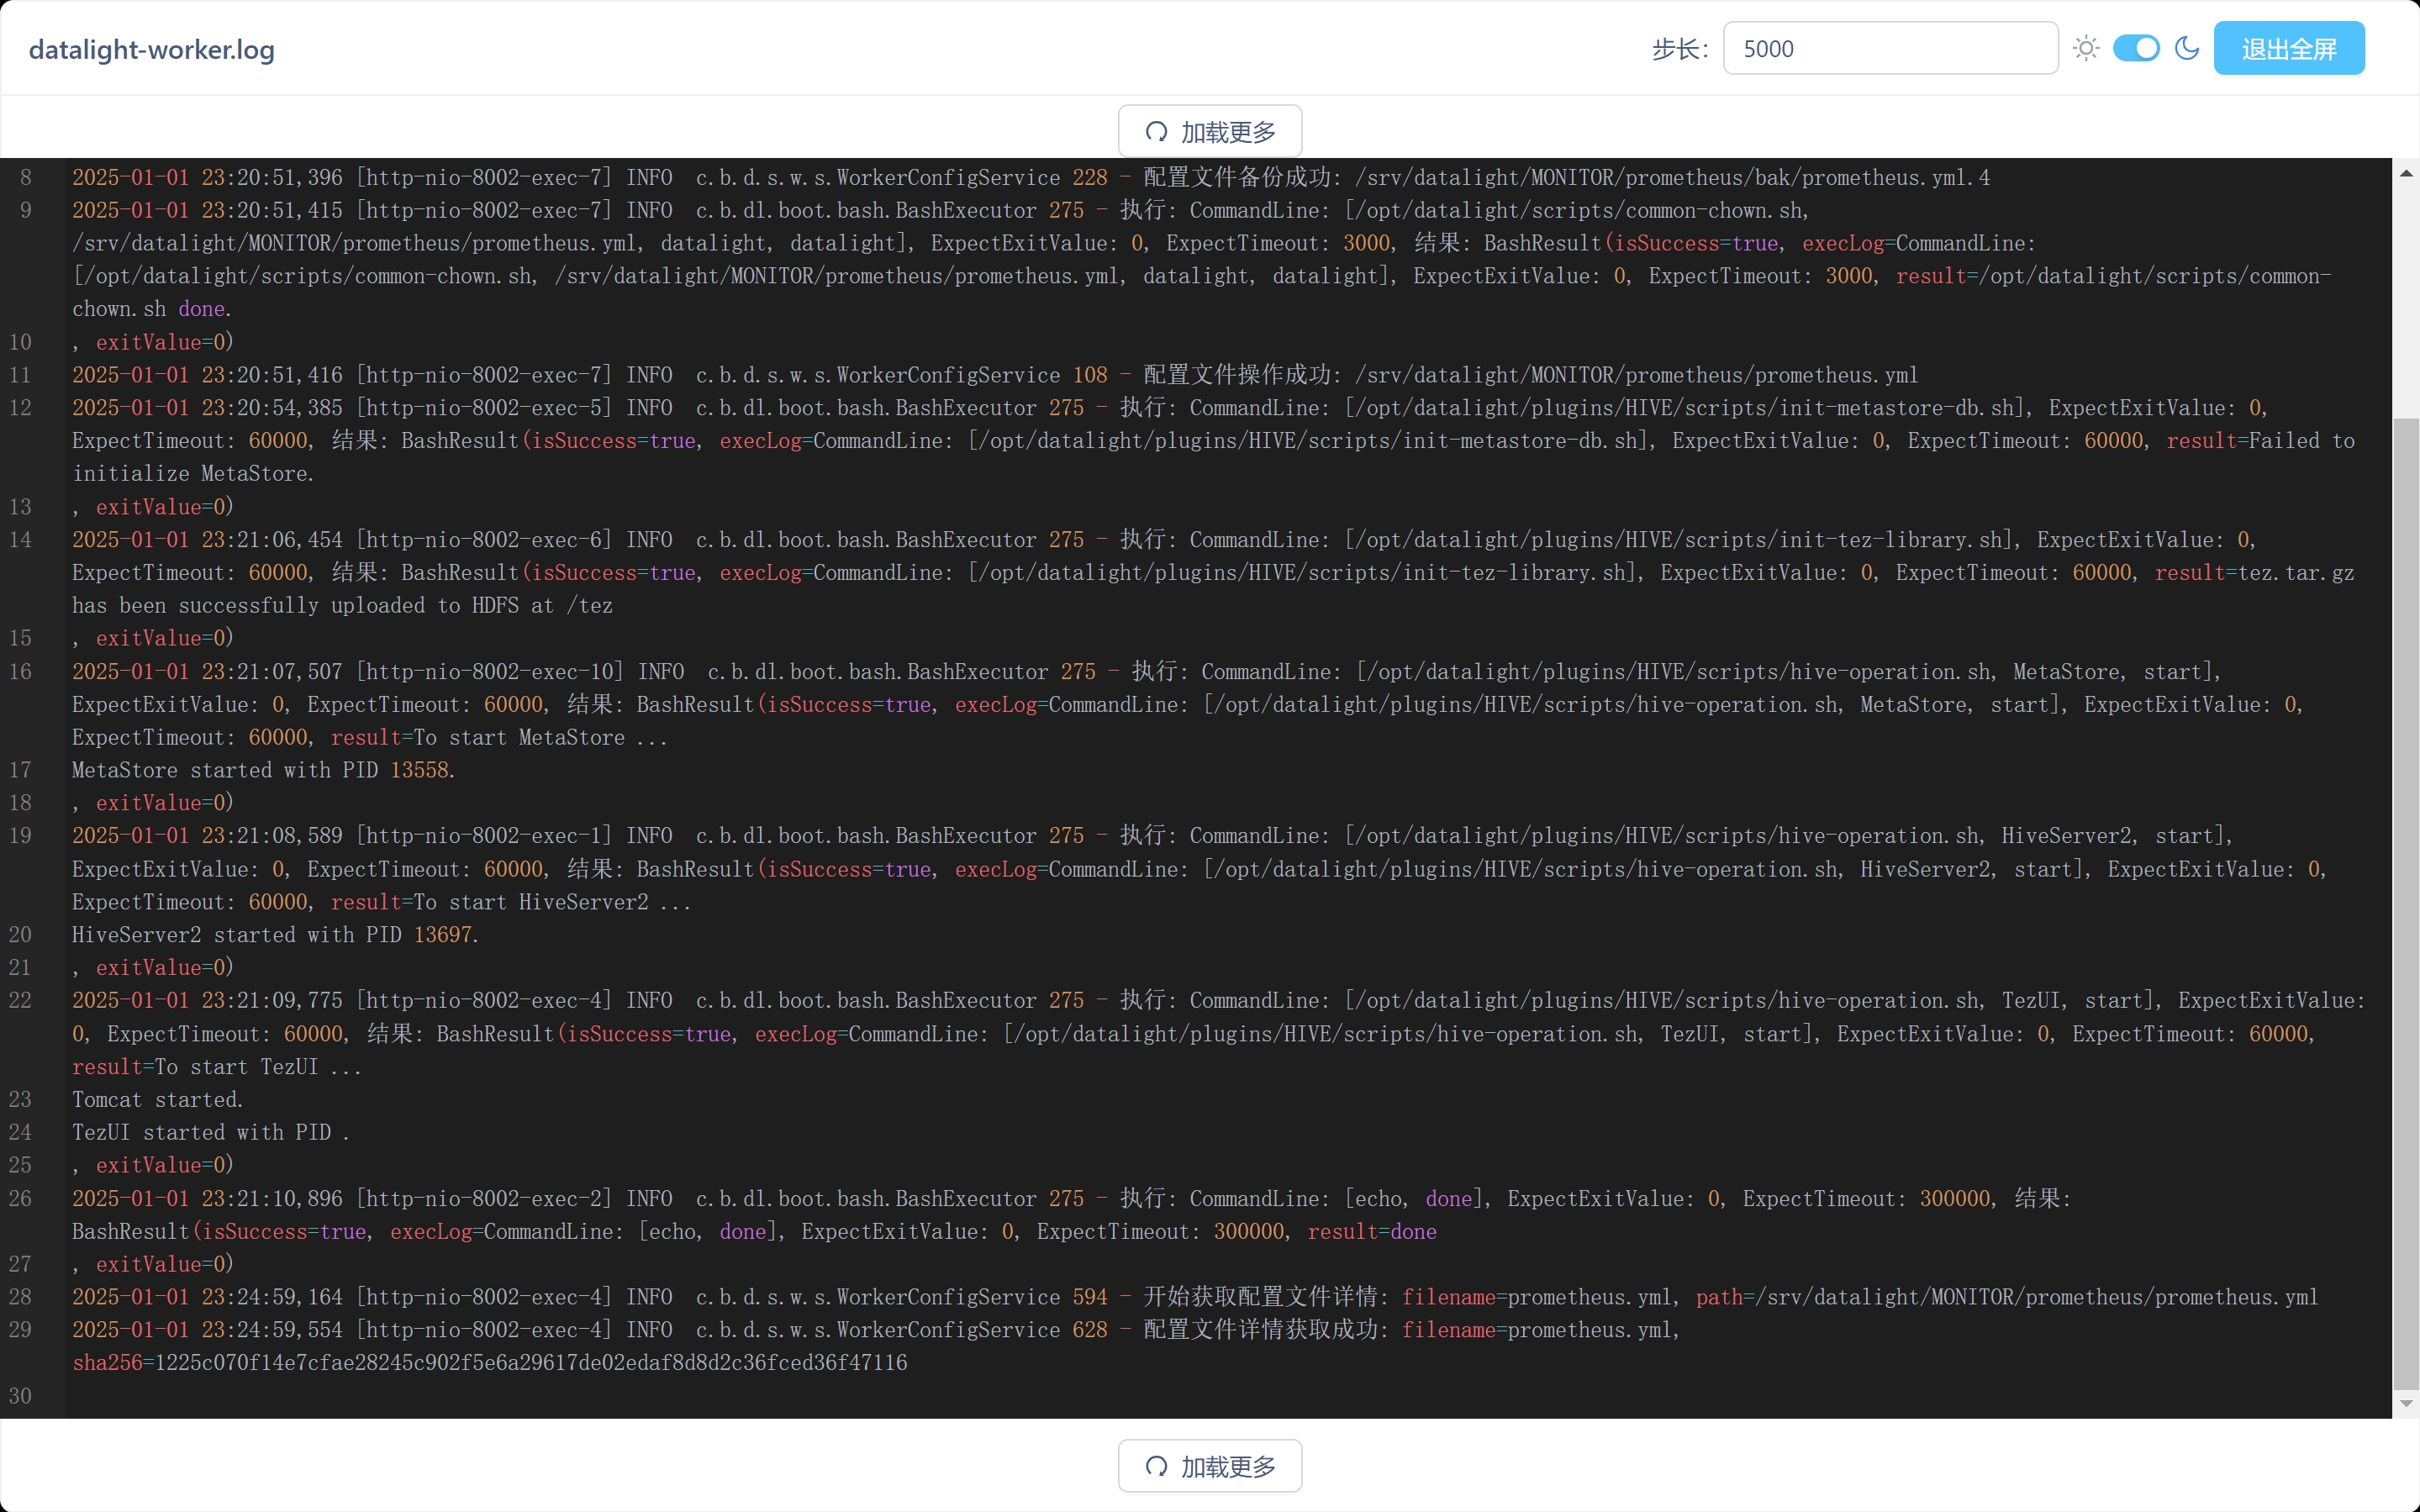 datalight-worker.log
步长: 5000 退出全屏
加载更多
8 2025-01-01 23:20:51,396 [http-nio-8002-exec-7] INFO  c.b.d.s.w.s.WorkerConfigService 228 - 配置文件备份成功: /srv/datalight/MONITOR/prometheus/bak/prometheus.yml.4
9 2025-01-01 23:20:51,415 [http-nio-8002-exec-7] INFO  c.b.dl.boot.bash.BashExecutor 275 - 执行: CommandLine: [/opt/datalight/scripts/common-chown.sh,
/srv/datalight/MONITOR/prometheus/prometheus.yml, datalight, datalight], ExpectExitValue: 0, ExpectTimeout: 3000, 结果: BashResult(isSuccess=true, execLog=CommandLine:
[/opt/datalight/scripts/common-chown.sh, /srv/datalight/MONITOR/prometheus/prometheus.yml, datalight, datalight], ExpectExitValue: 0, ExpectTimeout: 3000, result=/opt/datalight/scripts/common-
chown.sh done.
10 , exitValue=0)
11 2025-01-01 23:20:51,416 [http-nio-8002-exec-7] INFO  c.b.d.s.w.s.WorkerConfigService 108 - 配置文件操作成功: /srv/datalight/MONITOR/prometheus/prometheus.yml
12 2025-01-01 23:20:54,385 [http-nio-8002-exec-5] INFO  c.b.dl.boot.bash.BashExecutor 275 - 执行: CommandLine: [/opt/datalight/plugins/HIVE/scripts/init-metastore-db.sh], ExpectExitValue: 0,
ExpectTimeout: 60000, 结果: BashResult(isSuccess=true, execLog=CommandLine: [/opt/datalight/plugins/HIVE/scripts/init-metastore-db.sh], ExpectExitValue: 0, ExpectTimeout: 60000, result=Failed to
initialize MetaStore.
13 , exitValue=0)
14 2025-01-01 23:21:06,454 [http-nio-8002-exec-6] INFO  c.b.dl.boot.bash.BashExecutor 275 - 执行: CommandLine: [/opt/datalight/plugins/HIVE/scripts/init-tez-library.sh], ExpectExitValue: 0,
ExpectTimeout: 60000, 结果: BashResult(isSuccess=true, execLog=CommandLine: [/opt/datalight/plugins/HIVE/scripts/init-tez-library.sh], ExpectExitValue: 0, ExpectTimeout: 60000, result=tez.tar.gz
has been successfully uploaded to HDFS at /tez
15 , exitValue=0)
16 2025-01-01 23:21:07,507 [http-nio-8002-exec-10] INFO  c.b.dl.boot.bash.BashExecutor 275 - 执行: CommandLine: [/opt/datalight/plugins/HIVE/scripts/hive-operation.sh, MetaStore, start],
ExpectExitValue: 0, ExpectTimeout: 60000, 结果: BashResult(isSuccess=true, execLog=CommandLine: [/opt/datalight/plugins/HIVE/scripts/hive-operation.sh, MetaStore, start], ExpectExitValue: 0,
ExpectTimeout: 60000, result=To start MetaStore ...
17 MetaStore started with PID 13558.
18 , exitValue=0)
19 2025-01-01 23:21:08,589 [http-nio-8002-exec-1] INFO  c.b.dl.boot.bash.BashExecutor 275 - 执行: CommandLine: [/opt/datalight/plugins/HIVE/scripts/hive-operation.sh, HiveServer2, start],
ExpectExitValue: 0, ExpectTimeout: 60000, 结果: BashResult(isSuccess=true, execLog=CommandLine: [/opt/datalight/plugins/HIVE/scripts/hive-operation.sh, HiveServer2, start], ExpectExitValue: 0,
ExpectTimeout: 60000, result=To start HiveServer2 ...
20 HiveServer2 started with PID 13697.
21 , exitValue=0)
22 2025-01-01 23:21:09,775 [http-nio-8002-exec-4] INFO  c.b.dl.boot.bash.BashExecutor 275 - 执行: CommandLine: [/opt/datalight/plugins/HIVE/scripts/hive-operation.sh, TezUI, start], ExpectExitValue:
0, ExpectTimeout: 60000, 结果: BashResult(isSuccess=true, execLog=CommandLine: [/opt/datalight/plugins/HIVE/scripts/hive-operation.sh, TezUI, start], ExpectExitValue: 0, ExpectTimeout: 60000,
result=To start TezUI ...
23 Tomcat started.
24 TezUI started with PID .
25 , exitValue=0)
26 2025-01-01 23:21:10,896 [http-nio-8002-exec-2] INFO  c.b.dl.boot.bash.BashExecutor 275 - 执行: CommandLine: [echo, done], ExpectExitValue: 0, ExpectTimeout: 300000, 结果:
BashResult(isSuccess=true, execLog=CommandLine: [echo, done], ExpectExitValue: 0, ExpectTimeout: 300000, result=done
27 , exitValue=0)
28 2025-01-01 23:24:59,164 [http-nio-8002-exec-4] INFO  c.b.d.s.w.s.WorkerConfigService 594 - 开始获取配置文件详情: filename=prometheus.yml, path=/srv/datalight/MONITOR/prometheus/prometheus.yml
29 2025-01-01 23:24:59,554 [http-nio-8002-exec-4] INFO  c.b.d.s.w.s.WorkerConfigService 628 - 配置文件详情获取成功: filename=prometheus.yml,
sha256=1225c070f14e7cfae28245c902f5e6a29617de02edaf8d8d2c36fced36f47116
30
加载更多